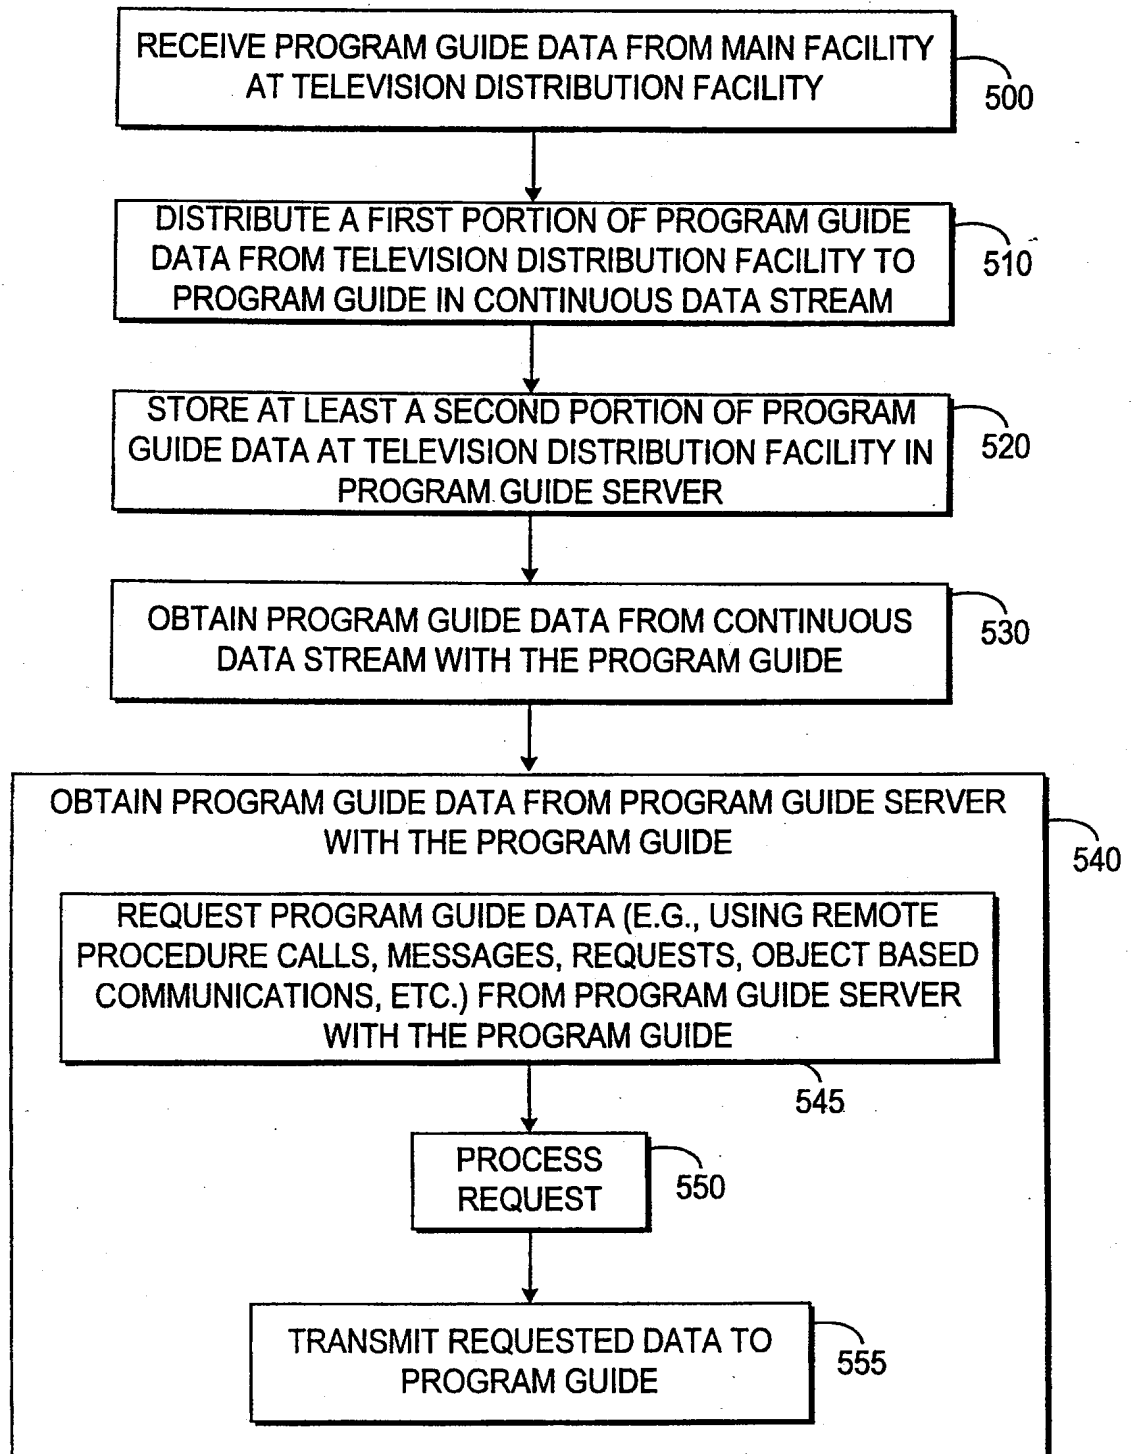 RECEIVE PROGRAM GUIDE DATA FROM MAIN FACILITY
AT TELEVISION DISTRIBUTION FACILITY
500
DISTRIBUTE A FIRST PORTION OF PROGRAM GUIDE
DATA FROM TELEVISION DISTRIBUTION FACILITY TO
PROGRAM GUIDE IN CONTINUOUS DATA STREAM
510
STORE AT LEAST A SECOND PORTION OF PROGRAM
GUIDE DATA AT TELEVISION DISTRIBUTION FACILITY IN
PROGRAM GUIDE SERVER
520
OBTAIN PROGRAM GUIDE DATA FROM CONTINUOUS
DATA STREAM WITH THE PROGRAM GUIDE
530
OBTAIN PROGRAM GUIDE DATA FROM PROGRAM GUIDE SERVER
WITH THE PROGRAM GUIDE
540
REQUEST PROGRAM GUIDE DATA (E.G., USING REMOTE
PROCEDURE CALLS, MESSAGES, REQUESTS, OBJECT BASED
COMMUNICATIONS, ETC.) FROM PROGRAM GUIDE SERVER
WITH THE PROGRAM GUIDE
545
PROCESS
REQUEST
550
TRANSMIT REQUESTED DATA TO
PROGRAM GUIDE
555